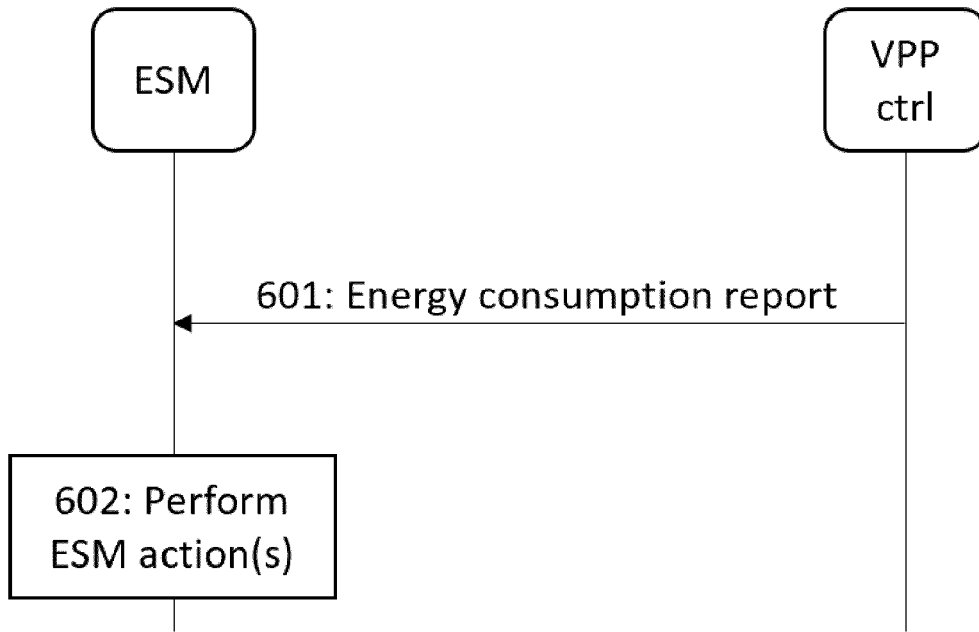 ESM
VPP
ctrl
601: Energy consumption report
602: Perform
ESM action(s)